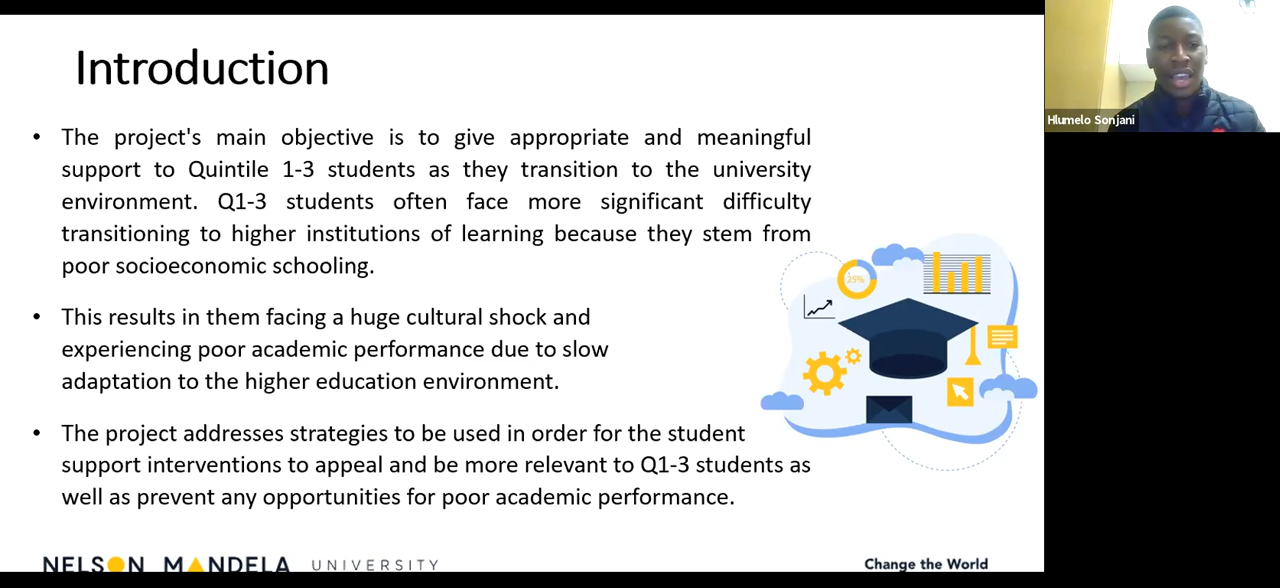 Introduction
• The project's main objective is to give appropriate and meaningful
support to Quintile 1-3 students as they transition to the university
environment. Q1-3 students often face more significant difficulty
transitioning to higher institutions of learning because they stem from
poor socioeconomic schooling.
• This results in them facing a huge cultural shock and
experiencing poor academic performance due to slow
adaptation to the higher education environment.
• The project addresses strategies to be used in order for the student
support interventions to appeal and be more relevant to Q1-3 students as
well as prevent any opportunities for poor academic performance.
25%
NELSON MANDELA UNIVERSITY
Change the World
Hlumelo Sonjani